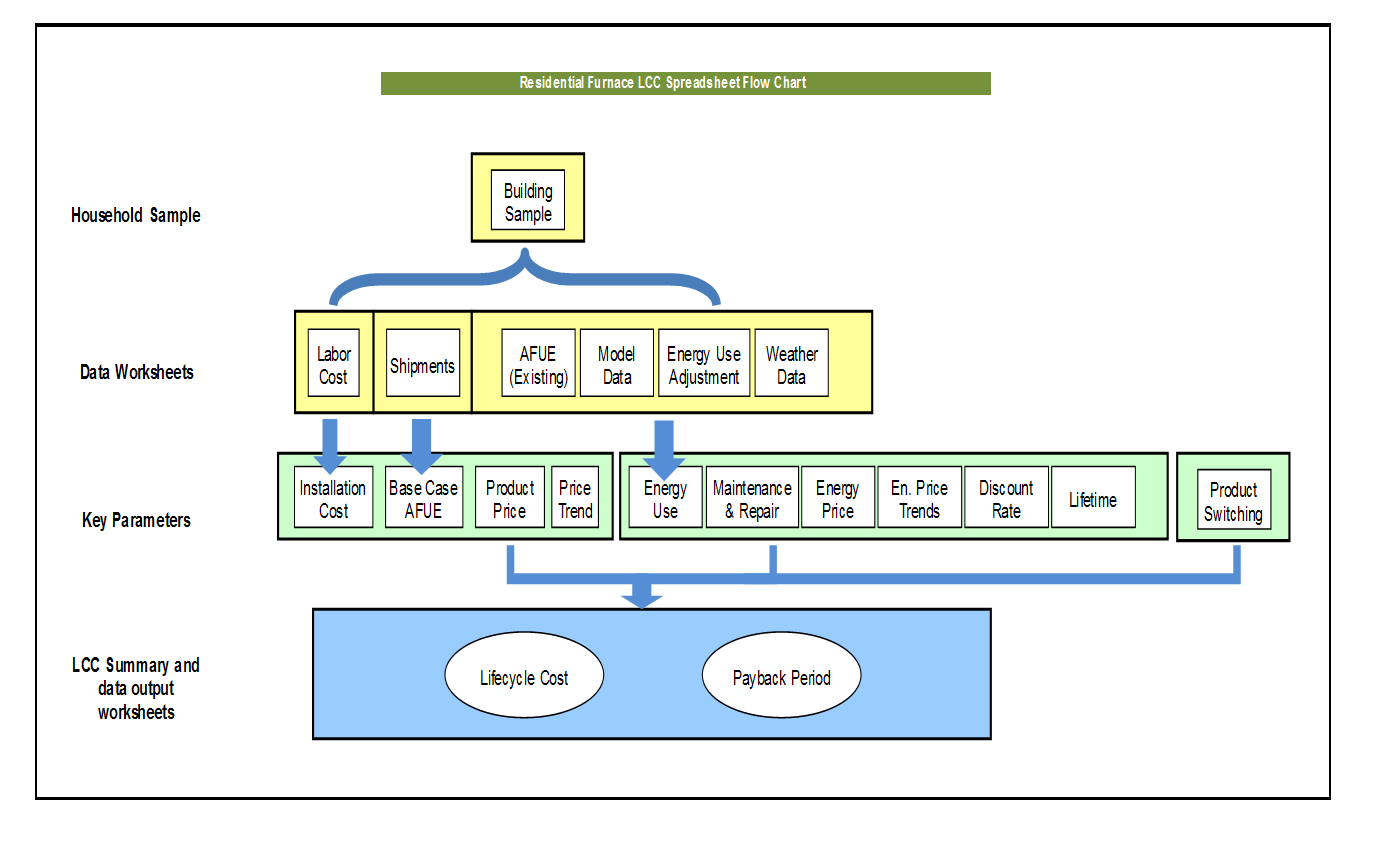 Residential Furnace LCC Spreadsheet Flow Chart
Household Sample
Building
Sample
Data Worksheets
Labor
Cost
Shipments
AFUE
(Existing)
Model
Data
Energy Use
Adjustment
Weather
Data
Key Parameters
Installation
Cost
Base Case
AFUE
Product
Price
Price
Trend
Energy
Use
Maintenance
& Repair
Energy
Price
En. Price
Trends
Discount
Rate
Lifetime
Product
Switching
LCC Summary and
data output
worksheets
Lifecycle Cost
Payback Period